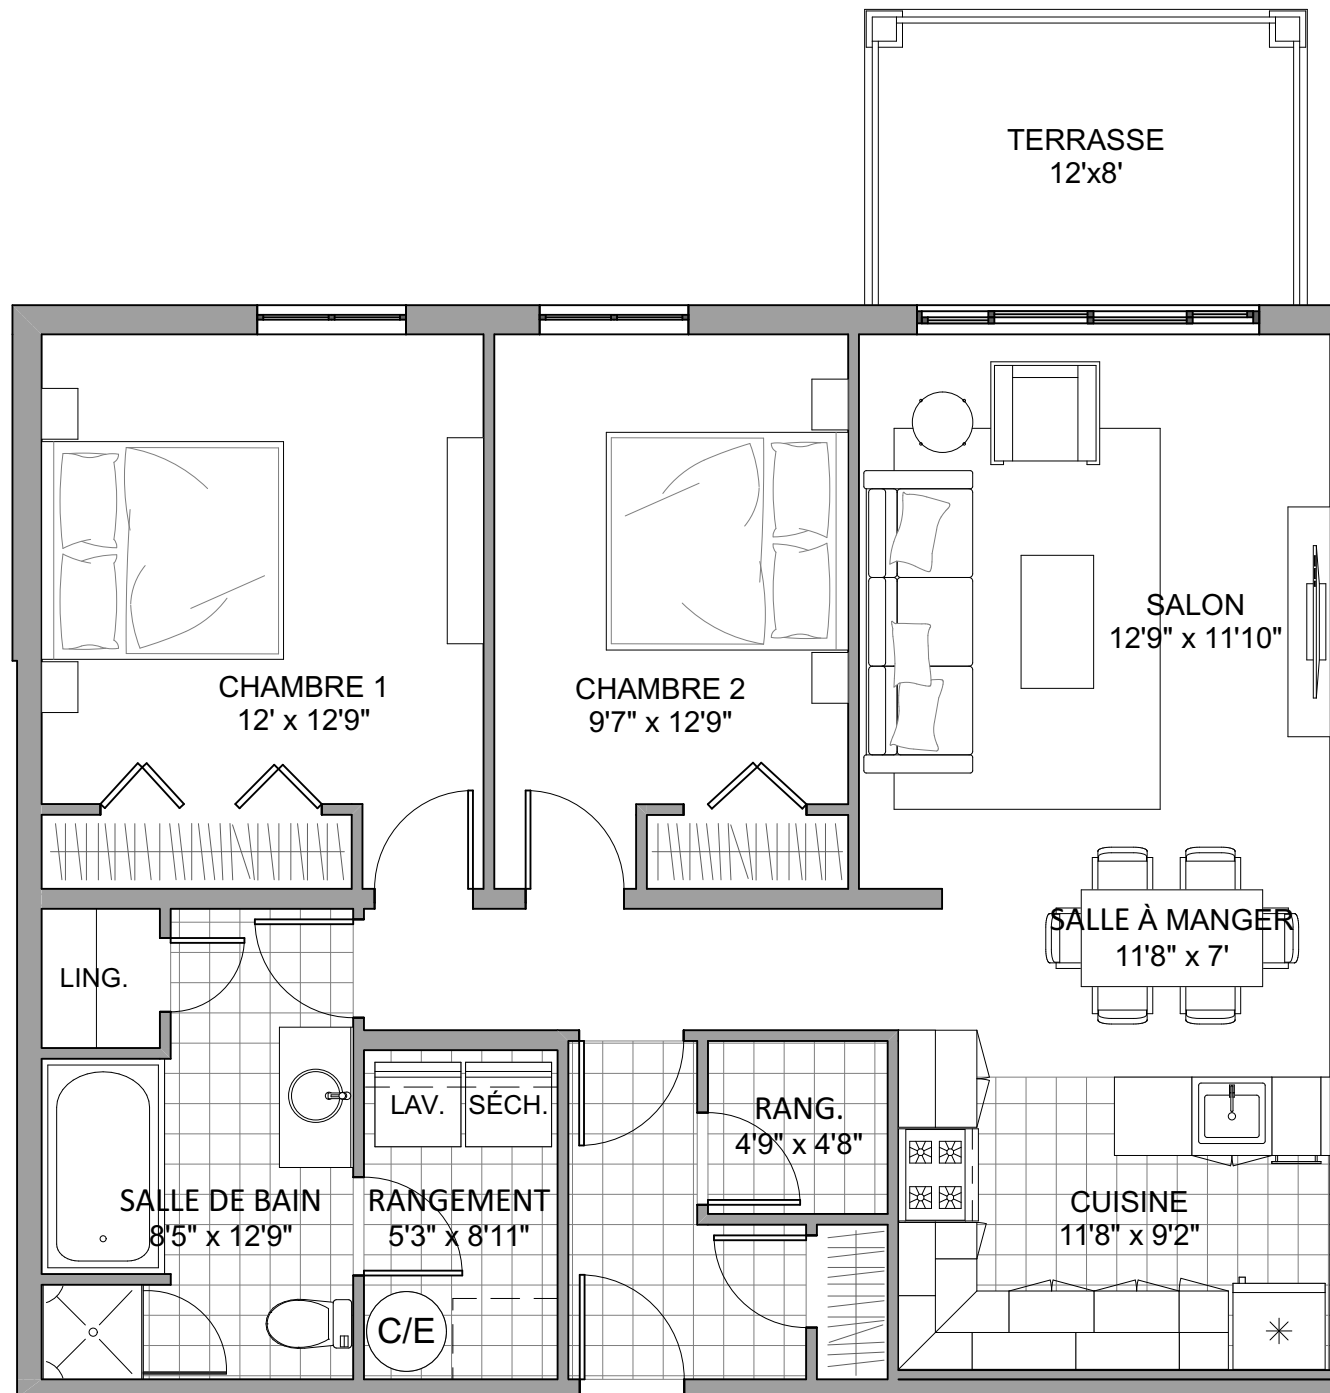 TERRASSE
12'x8'
SALON
12'9" x 11'10"
CHAMBRE 1
12' x 12'9"
CHAMBRE 2
9'7" x 12'9"
SALLE À MANGER
11'8" x 7'
LING.
LAV.
SÉCH.
RANG.
4'9" x 4'8"
SALLE DE BAIN
8'5" x 12'9"
RANGEMENT
5'3" x 8'11"
CUISINE
11'8" x 9'2"
C/E